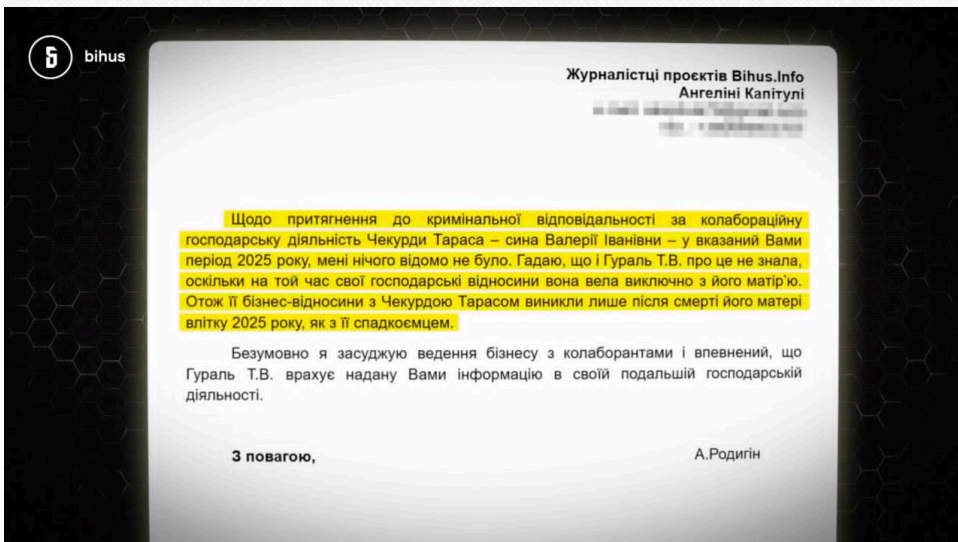 bihus
Журналістці проєктів Bihus.Info
Ангеліні Капітулі
Щодо притягнення до кримінальної відповідальності за колабораційну
господарську діяльність Чекурди Тараса – сина Валерії Іванівни – у вказаний Вами
період 2025 року, мені нічого відомо не було. Гадаю, що і Гураль Т.В. про це не знала,
оскільки на той час свої господарські відносини вона вела виключно з його матір’ю.
Отож її бізнес-відносини з Чекурдою Тарасом виникли лише після смерті його матері
влітку 2025 року, як з її спадкоємцем.
Безумовно я засуджую ведення бізнесу з колаборантами і впевнений, що
Гураль Т.В. врахує надану Вами інформацію в своїй подальшій господарській
діяльності.
З повагою,
А.Родигін